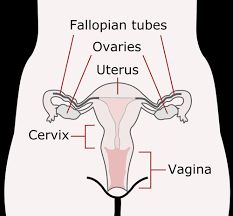 Fallopian tubes
Ovaries
Uterus
Cervix
Vagina